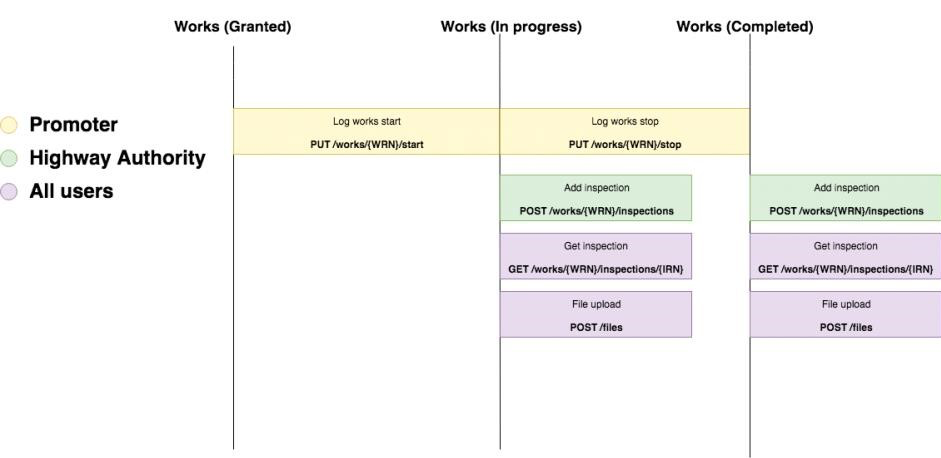 Works (Granted)
Works (In progress)
Works (Completed)
Promoter
Highway Authority
All users
Log works start
PUT /works/{WRN}/start
Log works stop
PUT /works/{WRN}/stop
Add inspection
POST /works/{WRN}/inspections
Add inspection
POST /works/{WRN}/inspections
Get inspection
GET /works/{WRN}/inspections/{IRN}
Get inspection
GET /works/{WRN}/inspections/{IRN}
File upload
POST /files
File upload
POST /files